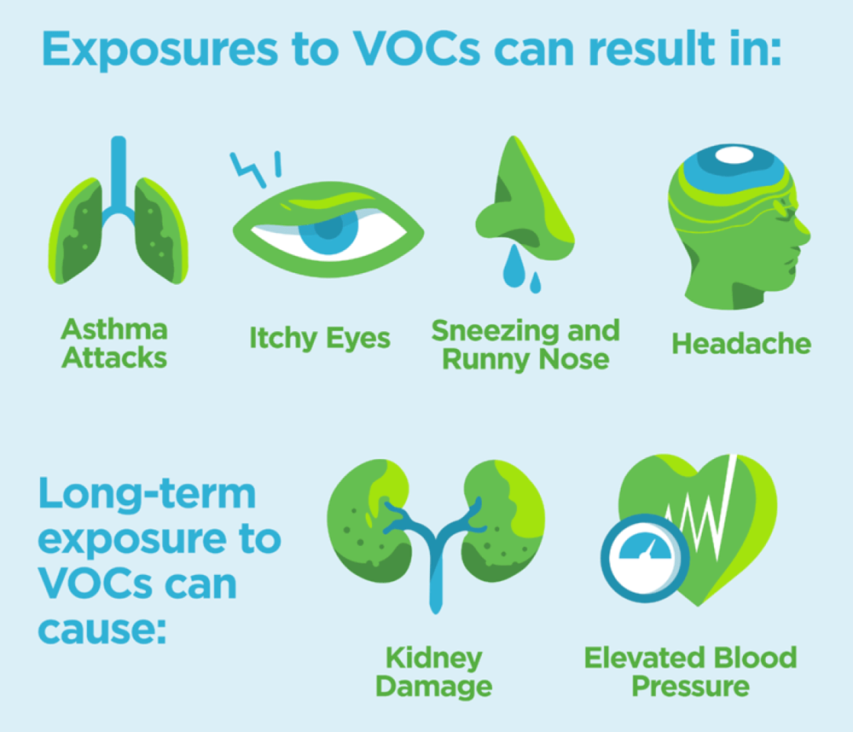 Exposures to VOCs can result in:
Asthma
Attacks
Itchy Eyes
Sneezing and
Runny Nose
Headache
Long-term
exposure to
VOCs can
cause:
Kidney
Damage
Elevated Blood
Pressure